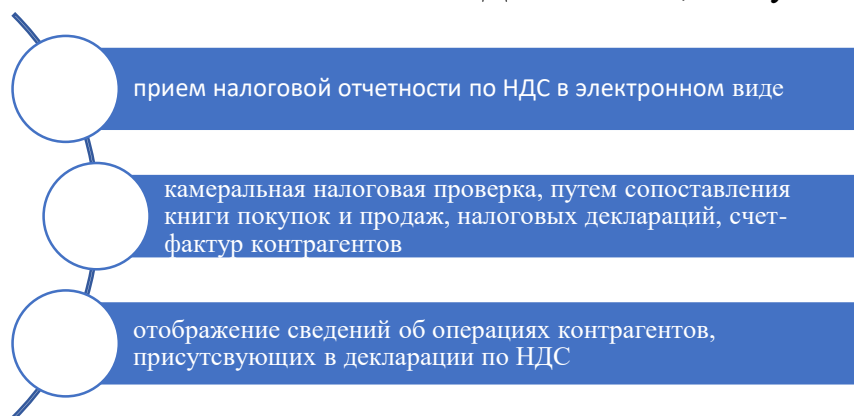 прием налоговой отчетности по НДС в электронном виде
камеральная налоговая проверка, путем сопоставления
книги покупок и продаж, налоговых деклараций, счет-
фактур контрагентов
отображение сведений об операциях контрагентов,
присутсвующих в декларации по НДС